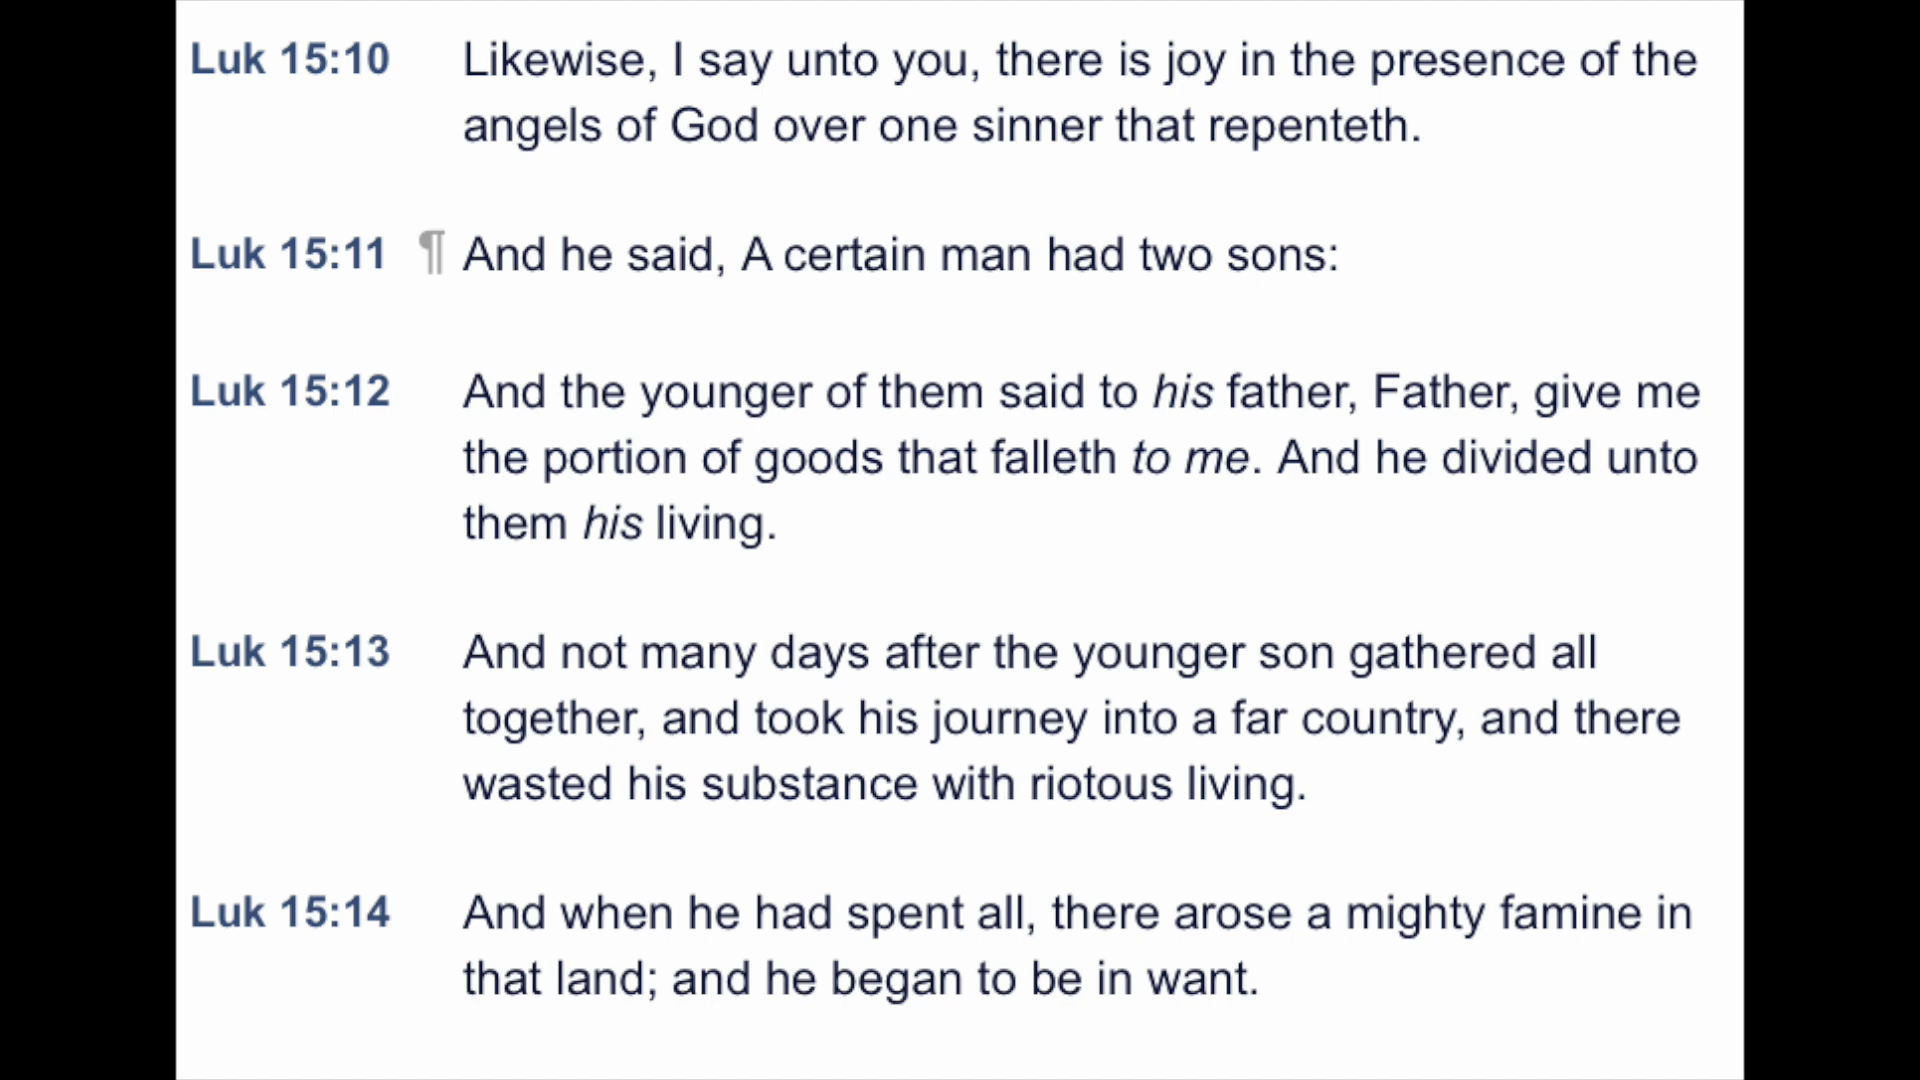 Luk 15:10 Likewise, I say unto you, there is joy in the presence of the
angels of God over one sinner that repenteth.
Luk 15:11 ¶ And he said, A certain man had two sons:
Luk 15:12 And the younger of them said to his father, Father, give me
the portion of goods that falleth to me. And he divided unto
them his living.
Luk 15:13 And not many days after the younger son gathered all
together, and took his journey into a far country, and there
wasted his substance with riotous living.
Luk 15:14 And when he had spent all, there arose a mighty famine in
that land; and he began to be in want.